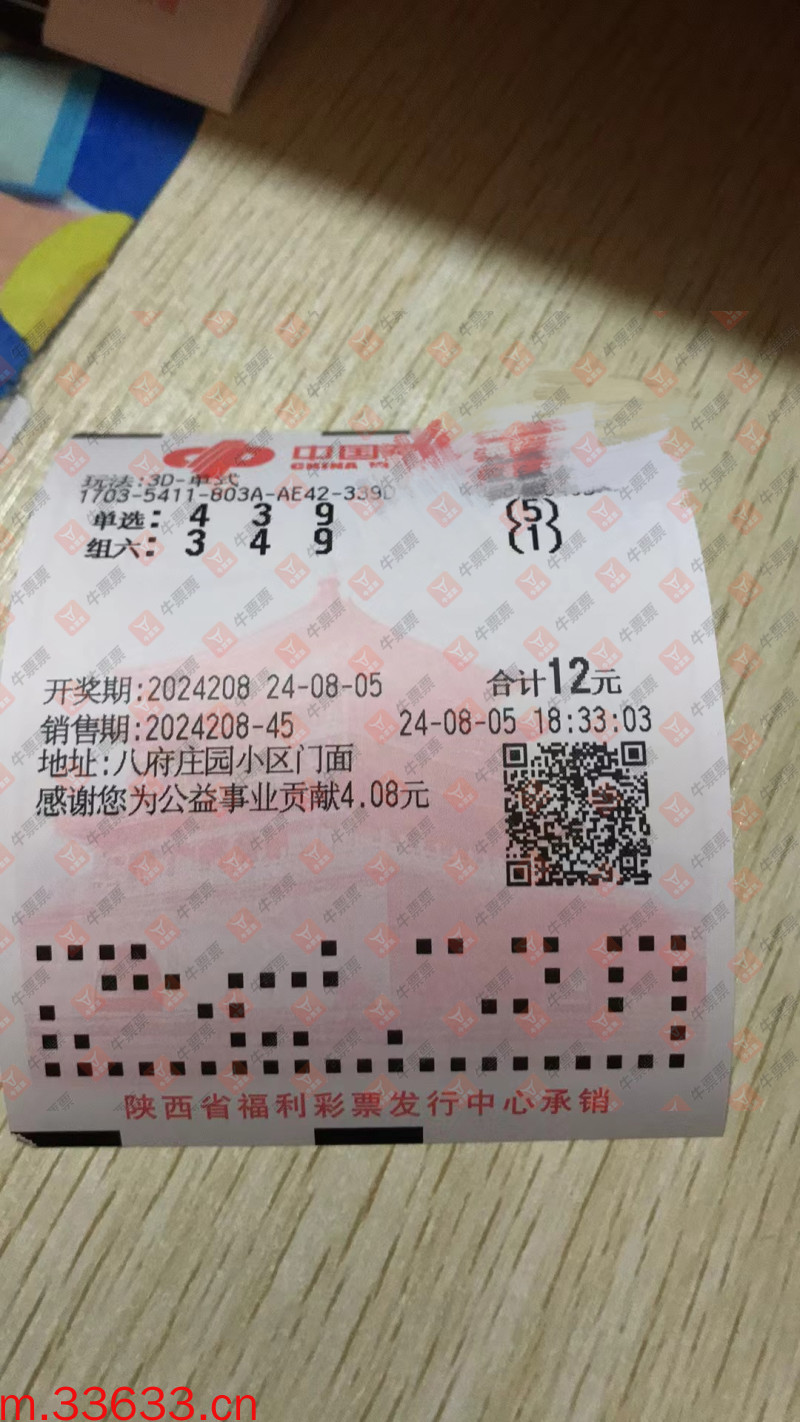 中国
CHINA
玩法:3D-单式
1703-5411-803A-AE42-339D
单选: 4 3 9 {5}
组六: 3 4 9 {1}
开奖期:2024208 24-08-05 合计12元
销售期:2024208-45 24-08-05 18:33:03
地址:八府庄园小区门面
感谢您为公益事业贡献4.08元
陕西省福利彩票发行中心承销
牛票票
m.33633.cn